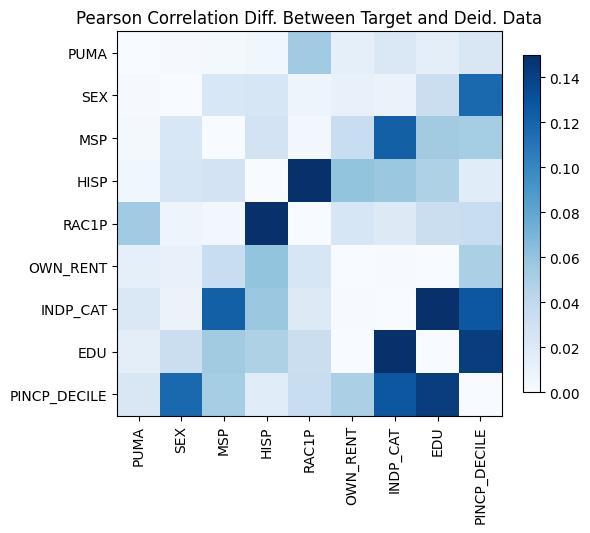 Pearson Correlation Diff. Between Target and Deid. Data
PUMA
SEX
MSP
HISP
RAC1P
OWN_RENT
INDP_CAT
EDU
PINCP_DECILE
PUMA
SEX
MSP
HISP
RAC1P
OWN_RENT
INDP_CAT
EDU
PINCP_DECILE
0.14
0.12
0.10
0.08
0.06
0.04
0.02
0.00